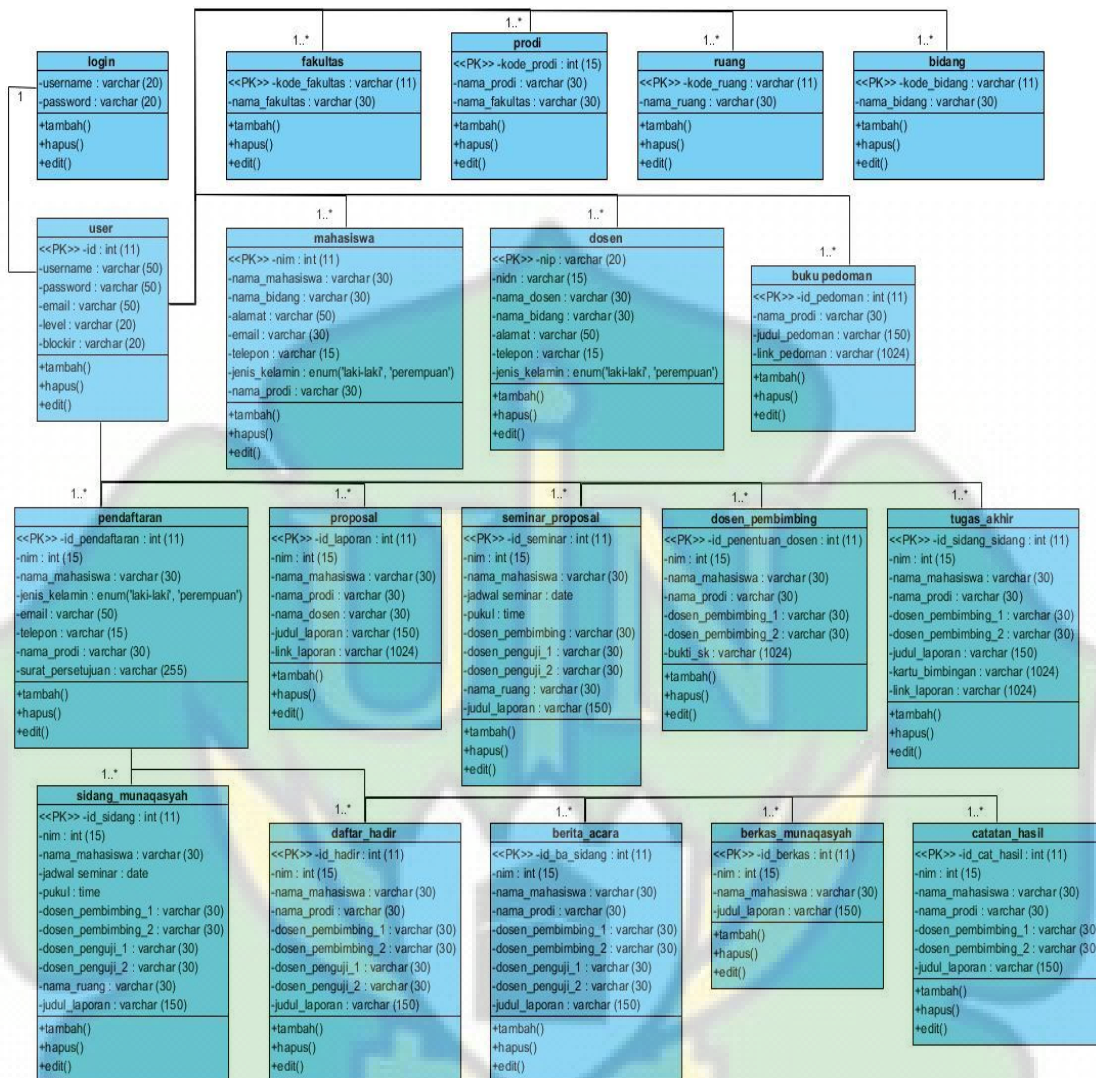 1..*
1..*
1..*
1..*
login
-username : varchar (20)
-password : varchar (20)
+tambah()
+hapus()
+edit()
1
fakultas
<<PK>> -kode_fakultas : varchar (11)
-nama_fakultas : varchar (30)
+tambah()
+hapus()
+edit()
prodi
<<PK>> -kode_prodi : int (15)
-nama_prodi : varchar (30)
-nama_fakultas : varchar (30)
+tambah()
+hapus()
+edit()
ruang
<<PK>> -kode_ruang : varchar (11)
-nama_ruang : varchar (30)
+tambah()
+hapus()
+edit()
bidang
<<PK>> -kode_bidang : varchar (11)
-nama_bidang : varchar (30)
+tambah()
+hapus()
+edit()
user
<<PK>> -id : int (11)
-username : varchar (50)
-password : varchar (50)
-email : varchar (50)
-level : varchar (20)
-blockir : varchar (20)
+tambah()
+hapus()
+edit()
1..*
mahasiswa
<<PK>> -nim : int (11)
-nama_mahasiswa : varchar (30)
-nama_bidang : varchar (30)
-alamat : varchar (50)
-email : varchar (30)
-telepon : varchar (15)
-jenis_kelamin : enum('laki-laki', 'perempuan')
-nama_prodi : varchar (30)
+tambah()
+hapus()
+edit()
1..*
dosen
<<PK>> -nip : varchar (20)
-nidn : varchar (15)
-nama_dosen : varchar (30)
-nama_bidang : varchar (30)
-alamat : varchar (50)
-telepon : varchar (15)
-jenis_kelamin : enum('laki-laki', 'perempuan')
+tambah()
+hapus()
+edit()
1..*
buku pedoman
<<PK>> -id_pedoman : int (11)
-nama_prodi : varchar (30)
-judul_pedoman : varchar (150)
-link_pedoman : varchar (1024)
+tambah()
+hapus()
+edit()
1..*
pendaftaran
<<PK>> -id_pendaftaran : int (11)
-nim : int (15)
-nama_mahasiswa : varchar (30)
-jenis_kelamin : enum('laki-laki', 'perempuan')
-email : varchar (50)
-telepon : varchar (15)
-nama_prodi : varchar (30)
-surat_persetujuan : varchar (255)
+tambah()
+hapus()
+edit()
1..*
proposal
<<PK>> -id_laporan : int (11)
-nim : int (15)
-nama_mahasiswa : varchar (30)
-nama_prodi : varchar (30)
-nama_dosen : varchar (30)
-judul_laporan : varchar (150)
-link_laporan : varchar (1024)
+tambah()
+hapus()
+edit()
1..*
seminar_proposal
<<PK>> -id_seminar : int (11)
-nim : int (15)
-nama_mahasiswa : varchar (30)
-jadwal seminar : date
-pukul : time
-dosen_pembimbing : varchar (30)
-dosen_penguji_1 : varchar (30)
-dosen_penguji_2 : varchar (30)
-nama_ruang : varchar (30)
-judul_laporan : varchar (150)
+tambah()
+hapus()
+edit()
1..*
dosen_pembimbing
<<PK>> -id_penentuan_dosen : int (11)
-nim : int (15)
-nama_mahasiswa : varchar (30)
-nama_prodi : varchar (30)
-dosen_pembimbing_1 : varchar (30)
-dosen_pembimbing_2 : varchar (30)
-bukti_sk : varchar (1024)
+tambah()
+hapus()
+edit()
1..*
tugas_akhir
<<PK>> -id_sidang_sidang : int (11)
-nim : int (15)
-nama_mahasiswa : varchar (30)
-nama_prodi : varchar (30)
-dosen_pembimbing_1 : varchar (30)
-dosen_pembimbing_2 : varchar (30)
-judul_laporan : varchar (150)
-kartu_bimbingan : varchar (1024)
-link_laporan : varchar (1024)
+tambah()
+hapus()
+edit()
UIN
1..*
sidang_munaqasyah
<<PK>> -id_sidang : int (11)
-nim : int (15)
-nama_mahasiswa : varchar (30)
-jadwal seminar : date
-pukul : time
-dosen_pembimbing_1 : varchar (30)
-dosen_pembimbing_2 : varchar (30)
-dosen_penguji_1 : varchar (30)
-dosen_penguji_2 : varchar (30)
-nama_ruang : varchar (30)
-judul_laporan : varchar (150)
+tambah()
+hapus()
+edit()
1..*
daftar_hadir
<<PK>> -id_hadir : int (11)
-nim : int (15)
-nama_mahasiswa : varchar (30)
-nama_prodi : varchar (30)
-dosen_pembimbing_1 : varchar (30)
-dosen_pembimbing_2 : varchar (30)
-dosen_penguji_1 : varchar (30)
-dosen_penguji_2 : varchar (30)
-judul_laporan : varchar (150)
+tambah()
+hapus()
+edit()
1..*
berita_acara
<<PK>> -id_ba_sidang : int (11)
-nim : int (15)
-nama_mahasiswa : varchar (30)
-nama_prodi : varchar (30)
-dosen_pembimbing_1 : varchar (30)
-dosen_pembimbing_2 : varchar (30)
-dosen_penguji_1 : varchar (30)
-dosen_penguji_2 : varchar (30)
-judul_laporan : varchar (150)
+tambah()
+hapus()
+edit()
1..*
berkas_munaqasyah
<<PK>> -id_berkas : int (11)
-nim : int (15)
-nama_mahasiswa : varchar (30)
-judul_laporan : varchar (150)
+tambah()
+hapus()
+edit()
1..*
catatan_hasil
<<PK>> -id_cat_hasil : int (11)
-nim : int (15)
-nama_mahasiswa : varchar (30)
-nama_prodi : varchar (30)
-dosen_pembimbing_1 : varchar (30)
-dosen_pembimbing_2 : varchar (30)
-judul_laporan : varchar (150)
+tambah()
+hapus()
+edit()